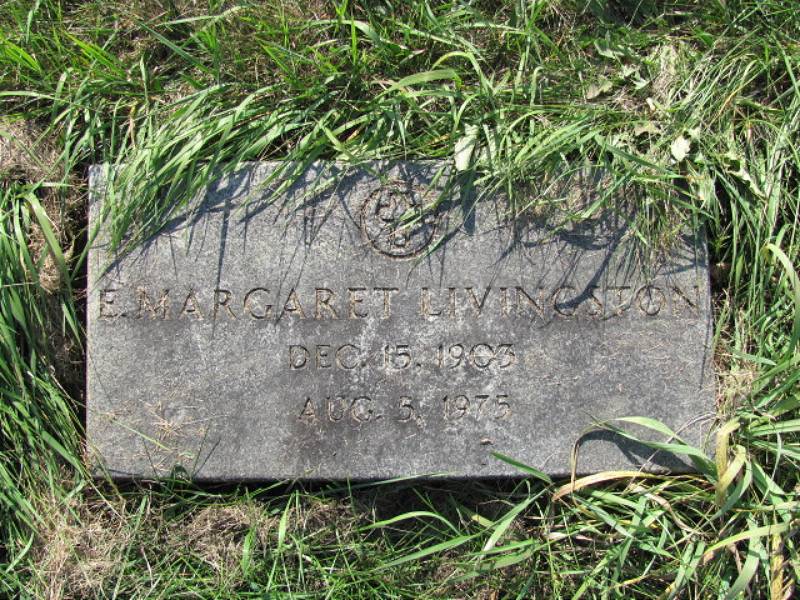 E. MARGARET LIVINGSTON
DEC. 15, 1903
AUG. 5, 1975